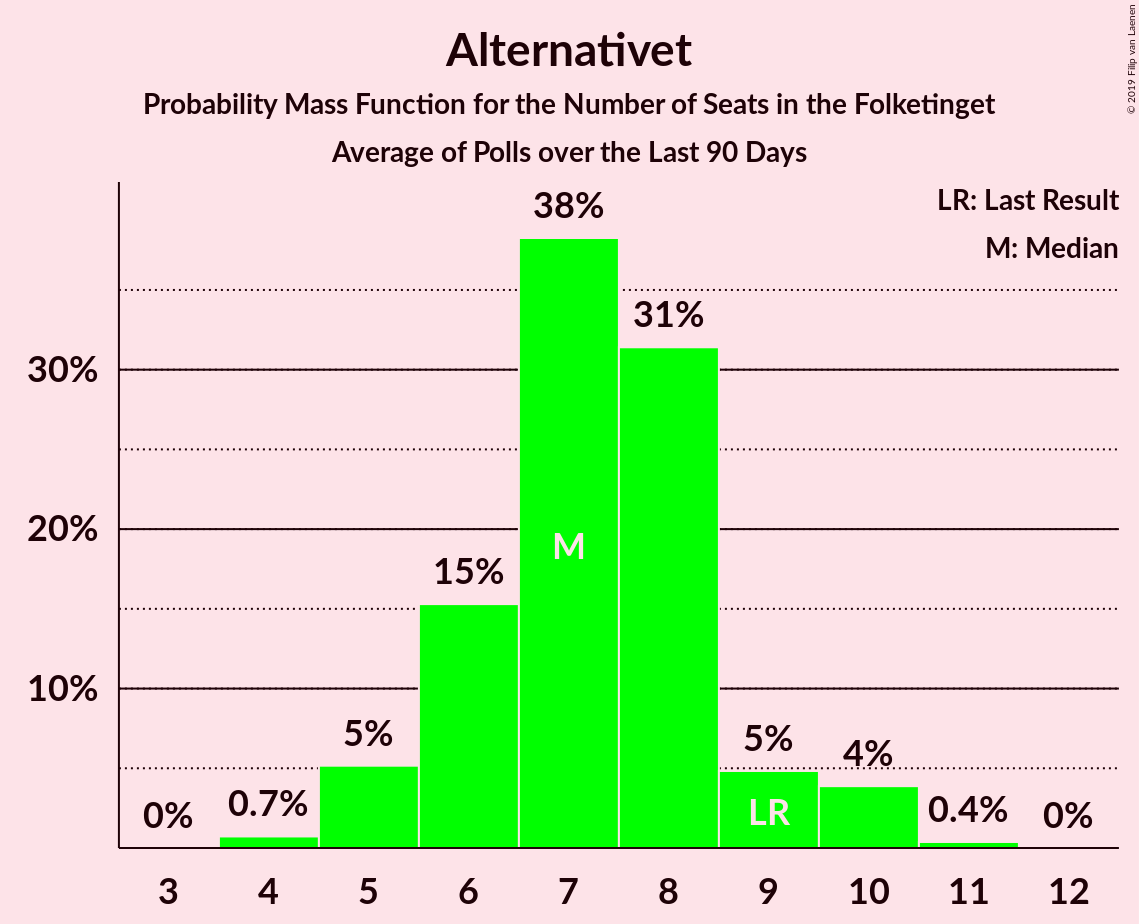 Alternativet
Probability Mass Function for the Number of Seats in the Folketinget
Average of Polls over the Last 90 Days
© 2019 Filip van Laenen
LR: Last Result
M: Median
38%
31%
30%
20%
M
15%
10%
5%
5%
4%
0.7%
0.4%
0%
0%
LR
3 4 5 6 7 8 9 10 11 12